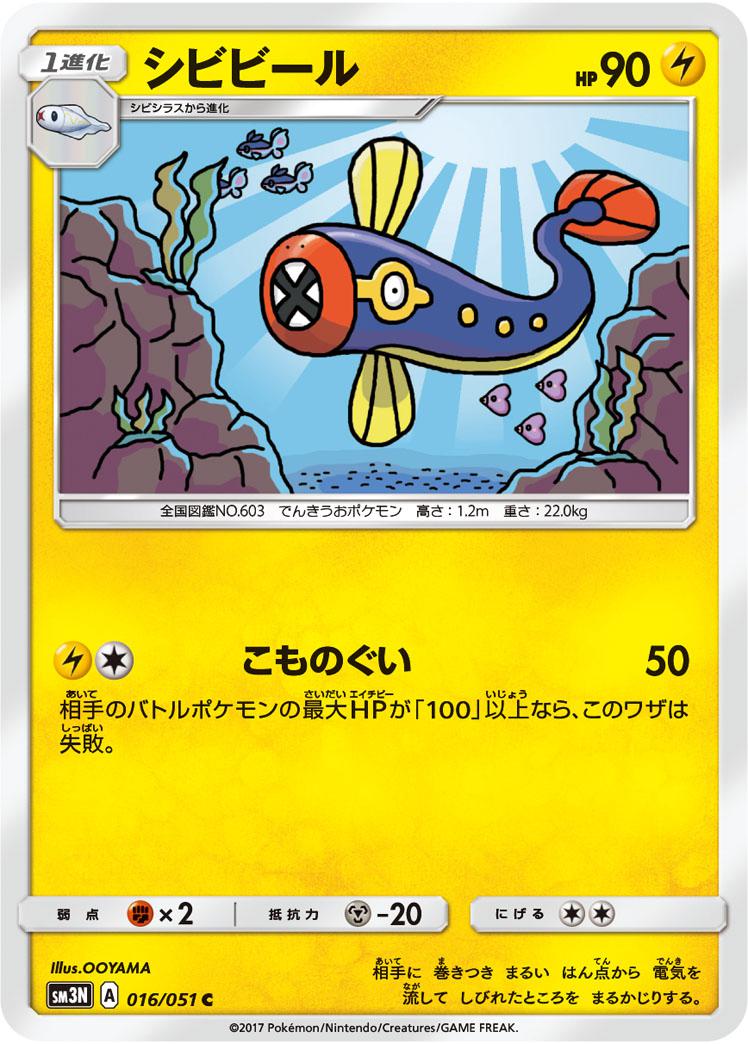 1進化 シビビール HP90
シビシラスから進化
全国図鑑NO.603 でんきうおポケモン 高さ:1.2m 重さ:22.0kg
こものぐい 50
あいて さいだい エイチピー いじょう
相手のバトルポケモンの最大HPが「100」以上なら、このワザは
しっぱい
失敗。
弱点 ×2 抵抗力 -20 にげる
Illus.OOYAMA
SM3N A 016/051 C
あいて ま てん でんき
相手に 巻きつき まるい はん点から 電気を
なが
流して しびれたところを まるかじりする。
©2017 Pokémon/Nintendo/Creatures/GAME FREAK.